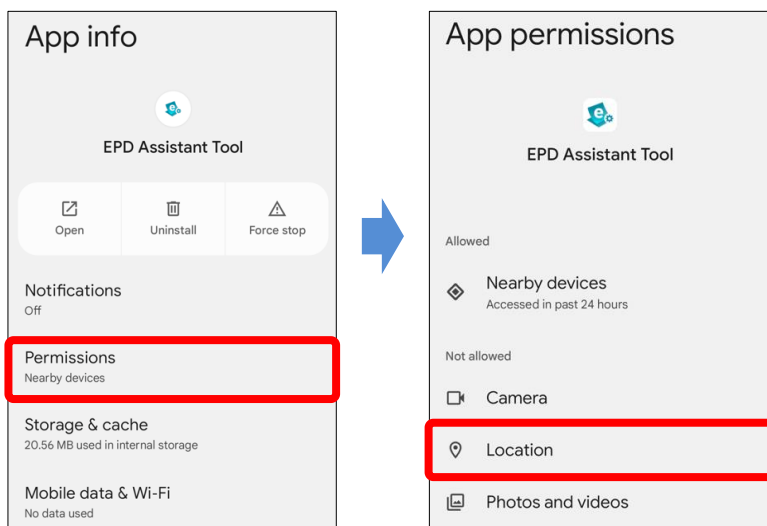 App info
EPD Assistant Tool
Open
Uninstall
Force stop
Notifications
Off
Permissions
Nearby devices
Storage & cache
20.56 MB used in internal storage
Mobile data & Wi-Fi
No data used
App permissions
EPD Assistant Tool
Allowed
Nearby devices
Accessed in past 24 hours
Not allowed
Camera
Location
Photos and videos